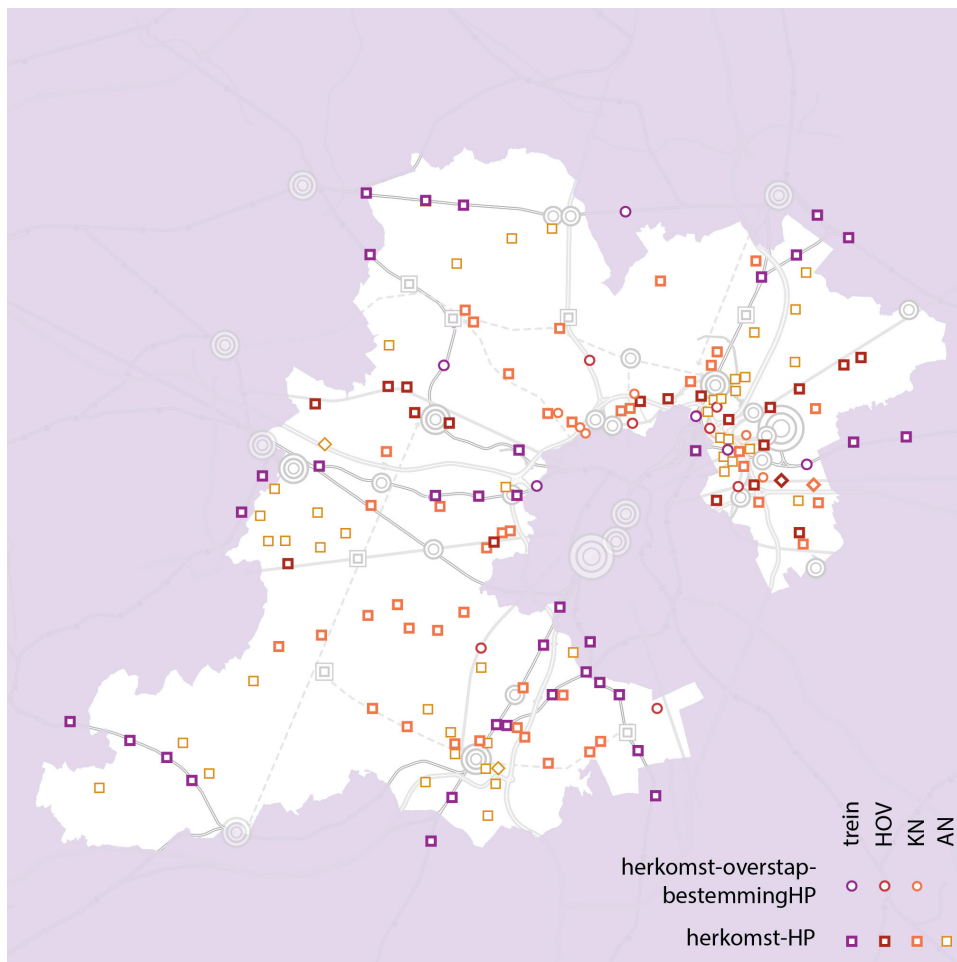 trein
HOV
KN
AN
herkomst-overstap-
bestemmingHP
herkomst-HP